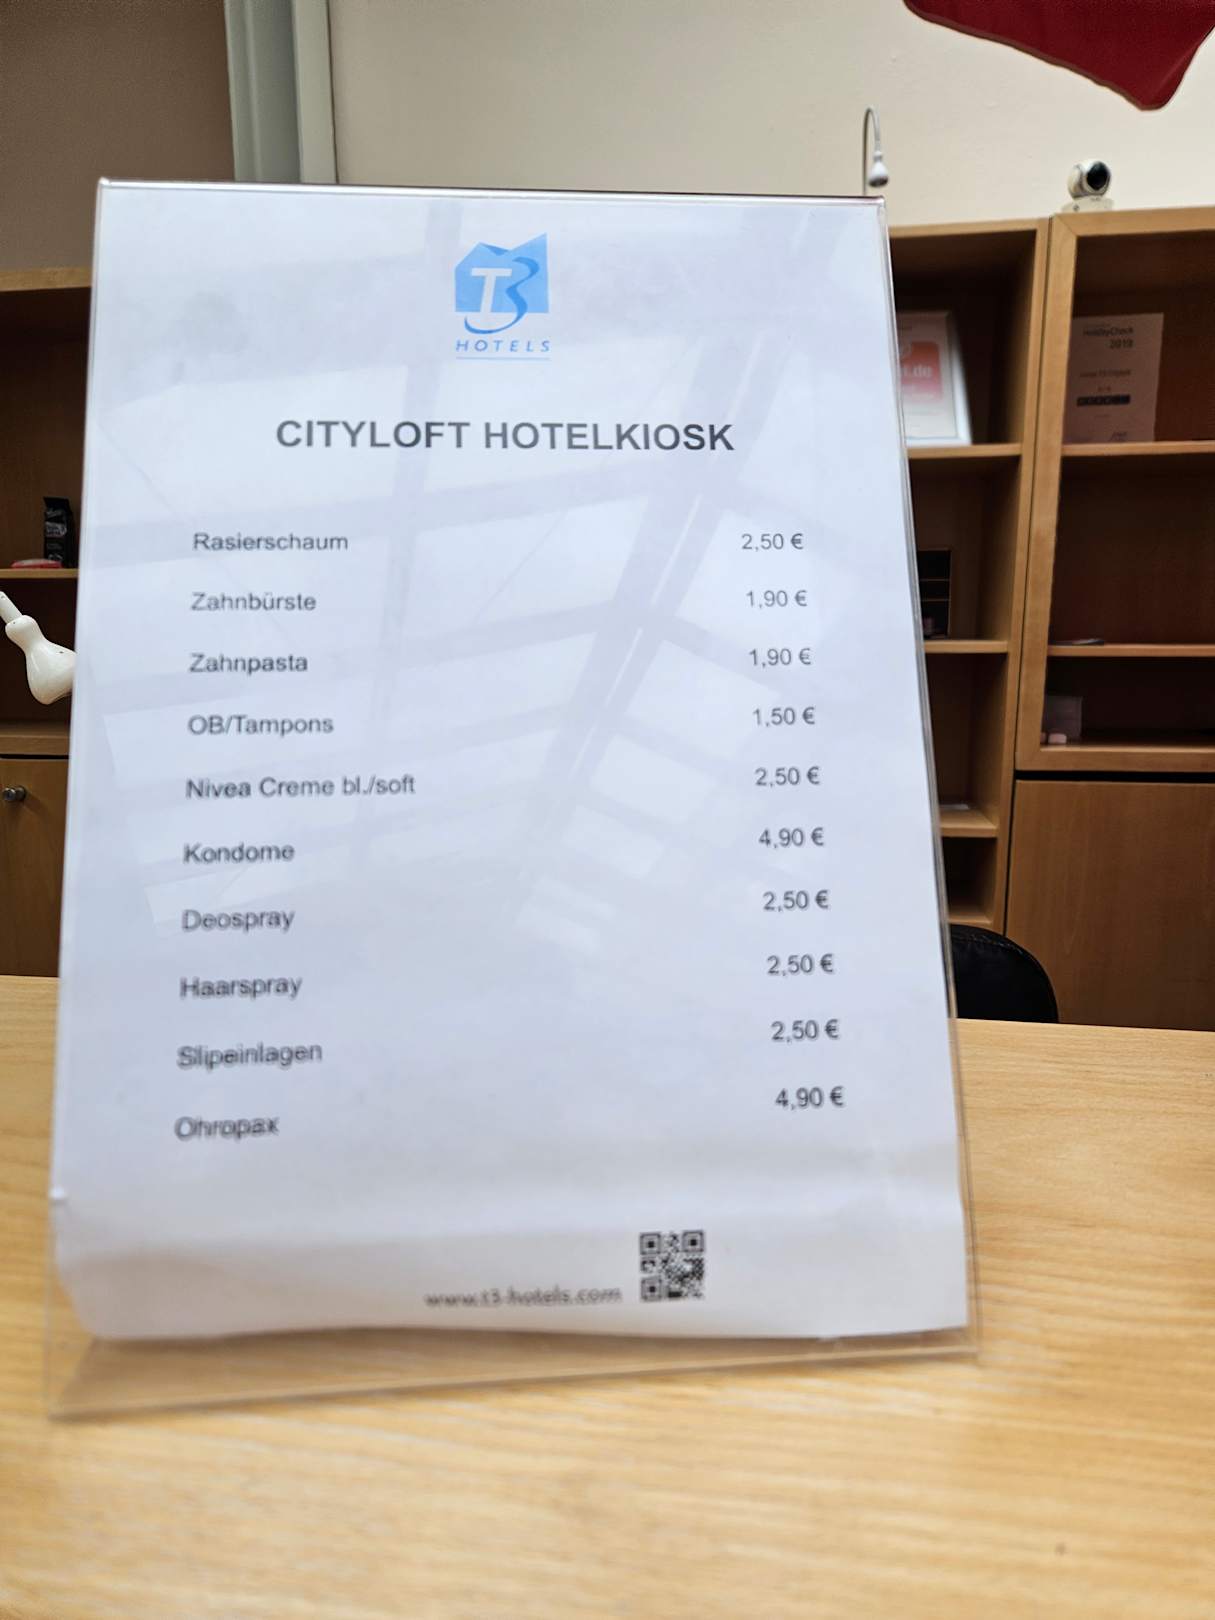 T3
HOTELS
CITYLOFT HOTELKIOSK
Rasierschaum 2,50 €
Zahnbürste 1,90 €
Zahnpasta 1,90 €
OB/Tampons 1,50 €
Nivea Creme bl./soft 2,50 €
Kondome 4,90 €
Deospray 2,50 €
Haarspray 2,50 €
Slipeinlagen 2,50 €
Ohropax 4,90 €
www.t3-hotels.com
HolidayCheck
2019